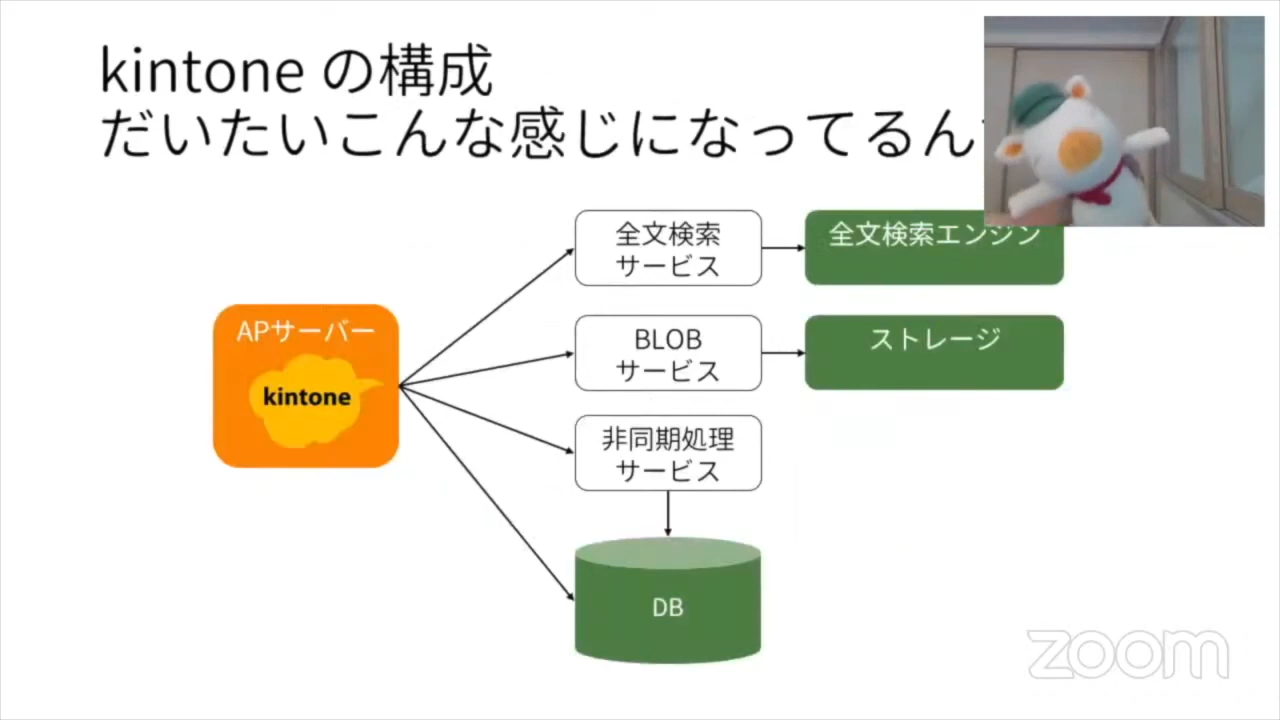 kintone の構成
だいたいこんな感じになってるん
全文検索
サービス
全文検索エンジン
APサーバー
kintone
BLOB
サービス
ストレージ
非同期処理
サービス
DB
zoom